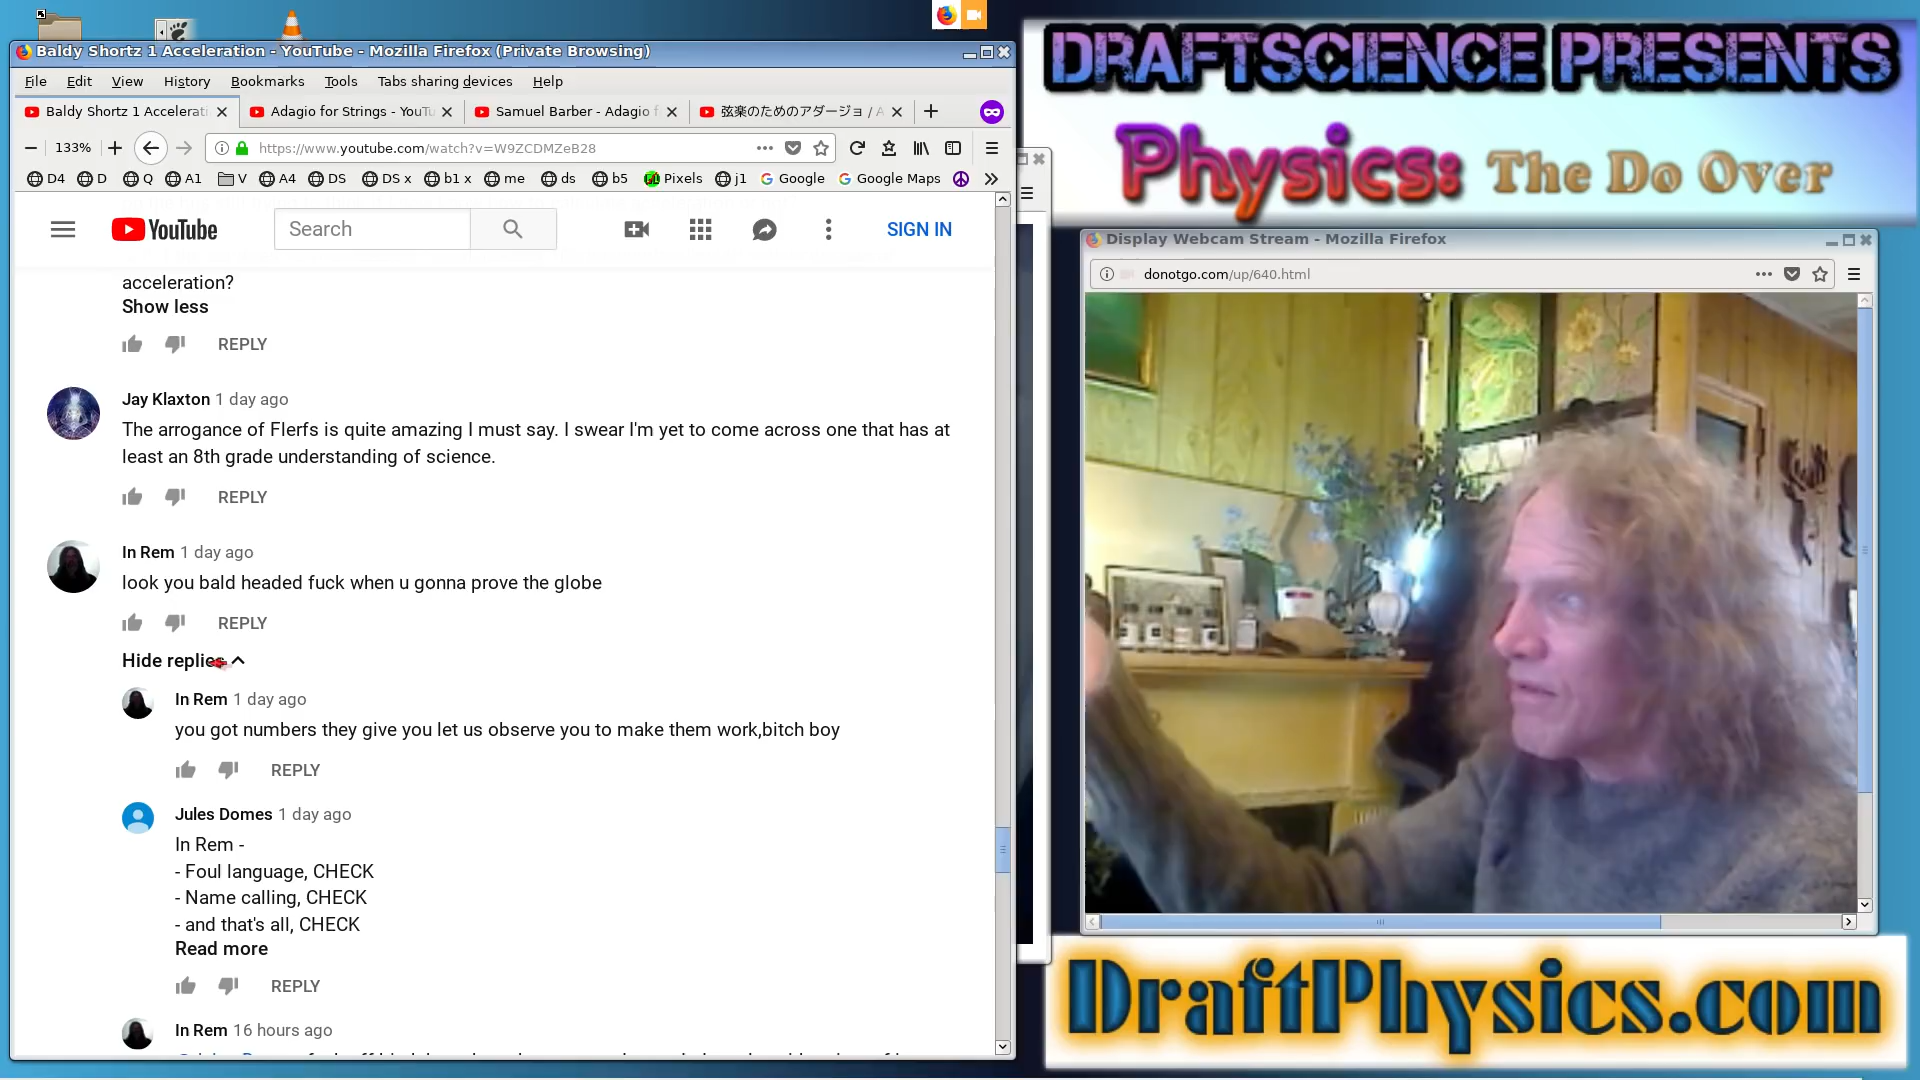 Baldy Shortz 1 Acceleration - YouTube - Mozilla Firefox (Private Browsing)
File Edit View History Bookmarks Tools Tabs sharing devices Help
Baldy Shortz 1 Accelerati
Adagio for Strings - YouTu
Samuel Barber - Adagio f
弦楽のためのアダージョ / A
133%
https://www.youtube.com/watch?v=W9ZCDMZeB28
D4 D Q A1 V A4 DS DS x b1 x me ds b5 Pixels j1 Google Google Maps
YouTube
Search
SIGN IN
acceleration?
Show less
REPLY
Jay Klaxton 1 day ago
The arrogance of Flerfs is quite amazing I must say. I swear I'm yet to come across one that has at
least an 8th grade understanding of science.
REPLY
In Rem 1 day ago
look you bald headed fuck when u gonna prove the globe
REPLY
Hide replies
In Rem 1 day ago
you got numbers they give you let us observe you to make them work,bitch boy
REPLY
Jules Domes 1 day ago
In Rem -
- Foul language, CHECK
- Name calling, CHECK
- and that's all, CHECK
Read more
REPLY
In Rem 16 hours ago
DRAFTSCIENCE PRESENTS
Physics: The Do Over
Display Webcam Stream - Mozilla Firefox
donotgo.com/up/640.html
DraftPhysics.com